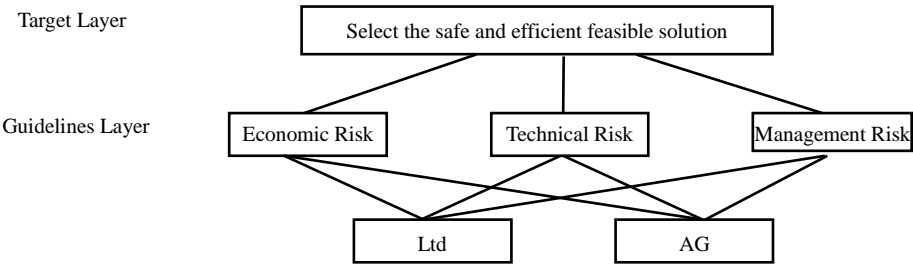 Target Layer
Select the safe and efficient feasible solution
Guidelines Layer
Economic Risk
Technical Risk
Management Risk
Ltd
AG